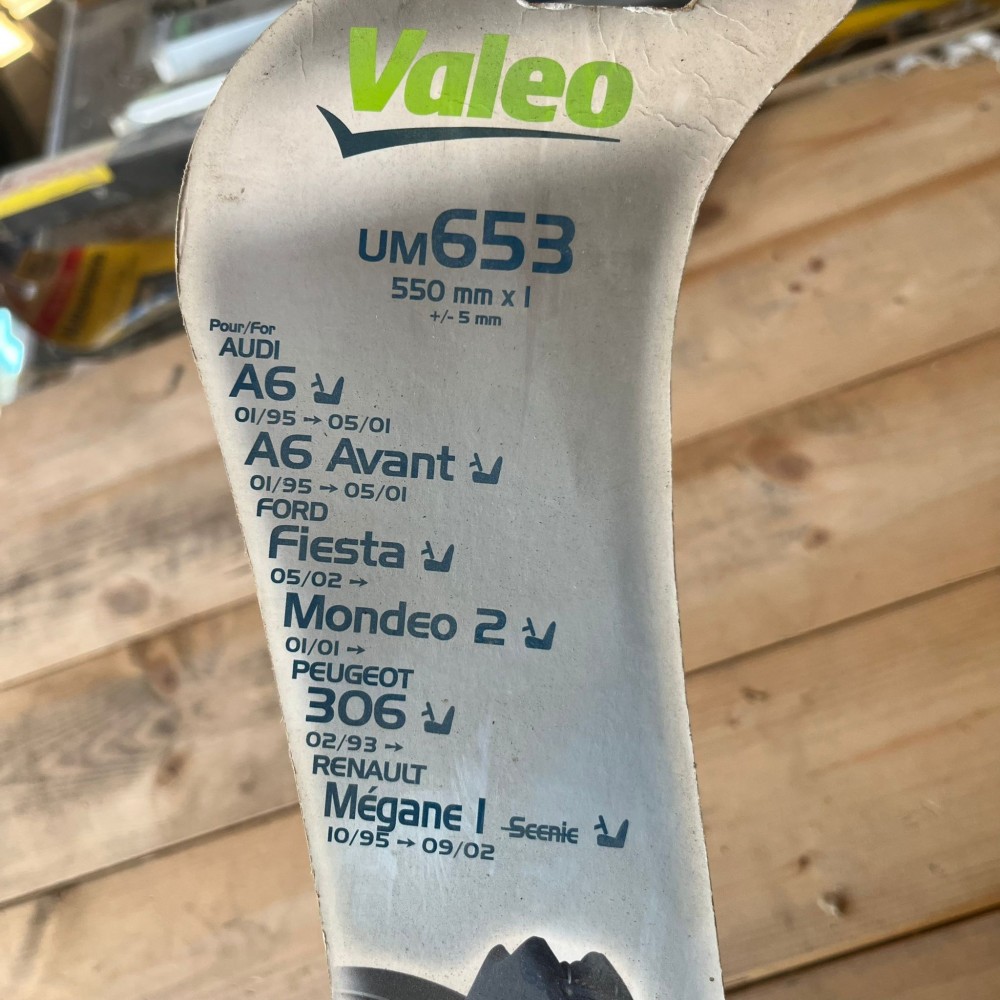 Valeo
UM653
550 mm x 1
+/- 5 mm
Pour/For
AUDI
A6
01/95 → 05/01
A6 Avant
01/95 → 05/01
FORD
Fiesta
05/02 →
Mondeo 2
01/01 →
PEUGEOT
306
02/93 →
RENAULT
Mégane 1 Scenic
10/95 → 09/02